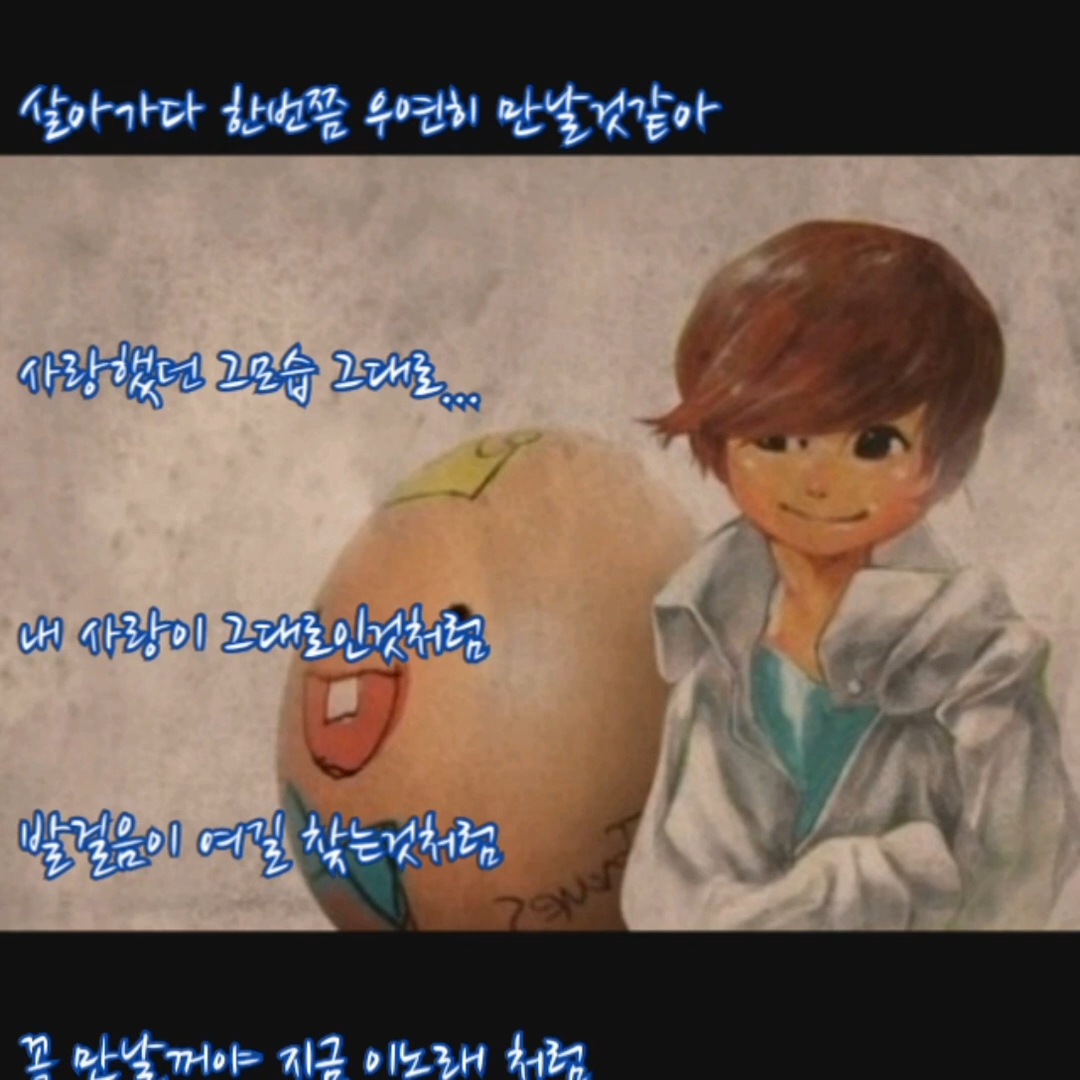 살아가다 한번쯤 우연히 만날것같아
사랑했던 그모습 그대로...
내 사랑이 그대로인것처럼
발걸음이 여길 찾는것처럼
꼭 만날꺼야 지금 이노래 처럼